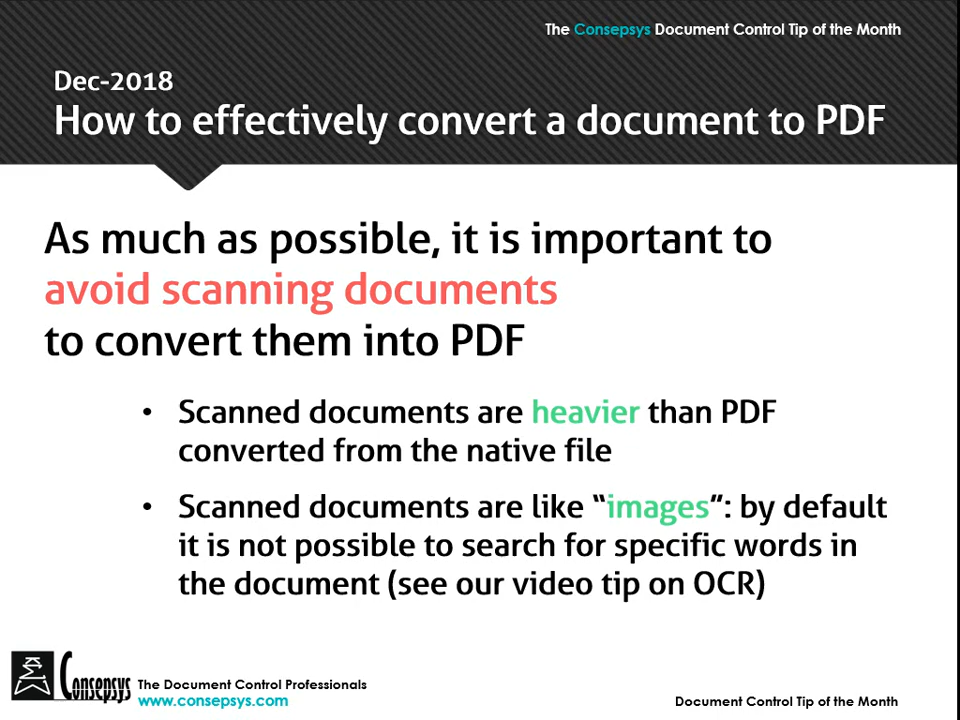 The Consepsys Document Control Tip of the Month
Dec-2018
How to effectively convert a document to PDF
As much as possible, it is important to
avoid scanning documents
to convert them into PDF
• Scanned documents are heavier than PDF
converted from the native file
• Scanned documents are like “images”: by default
it is not possible to search for specific words in
the document (see our video tip on OCR)
Consepsys
The Document Control Professionals
www.consepsys.com
Document Control Tip of the Month